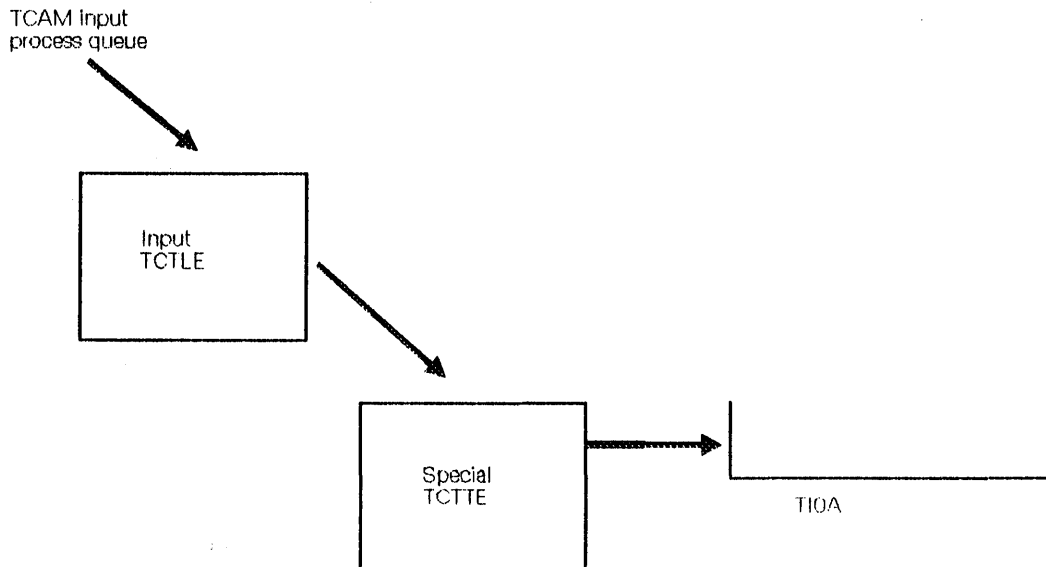 TCAM input
process queue
Input
TCTLE
Special
TCTTE
TIOA